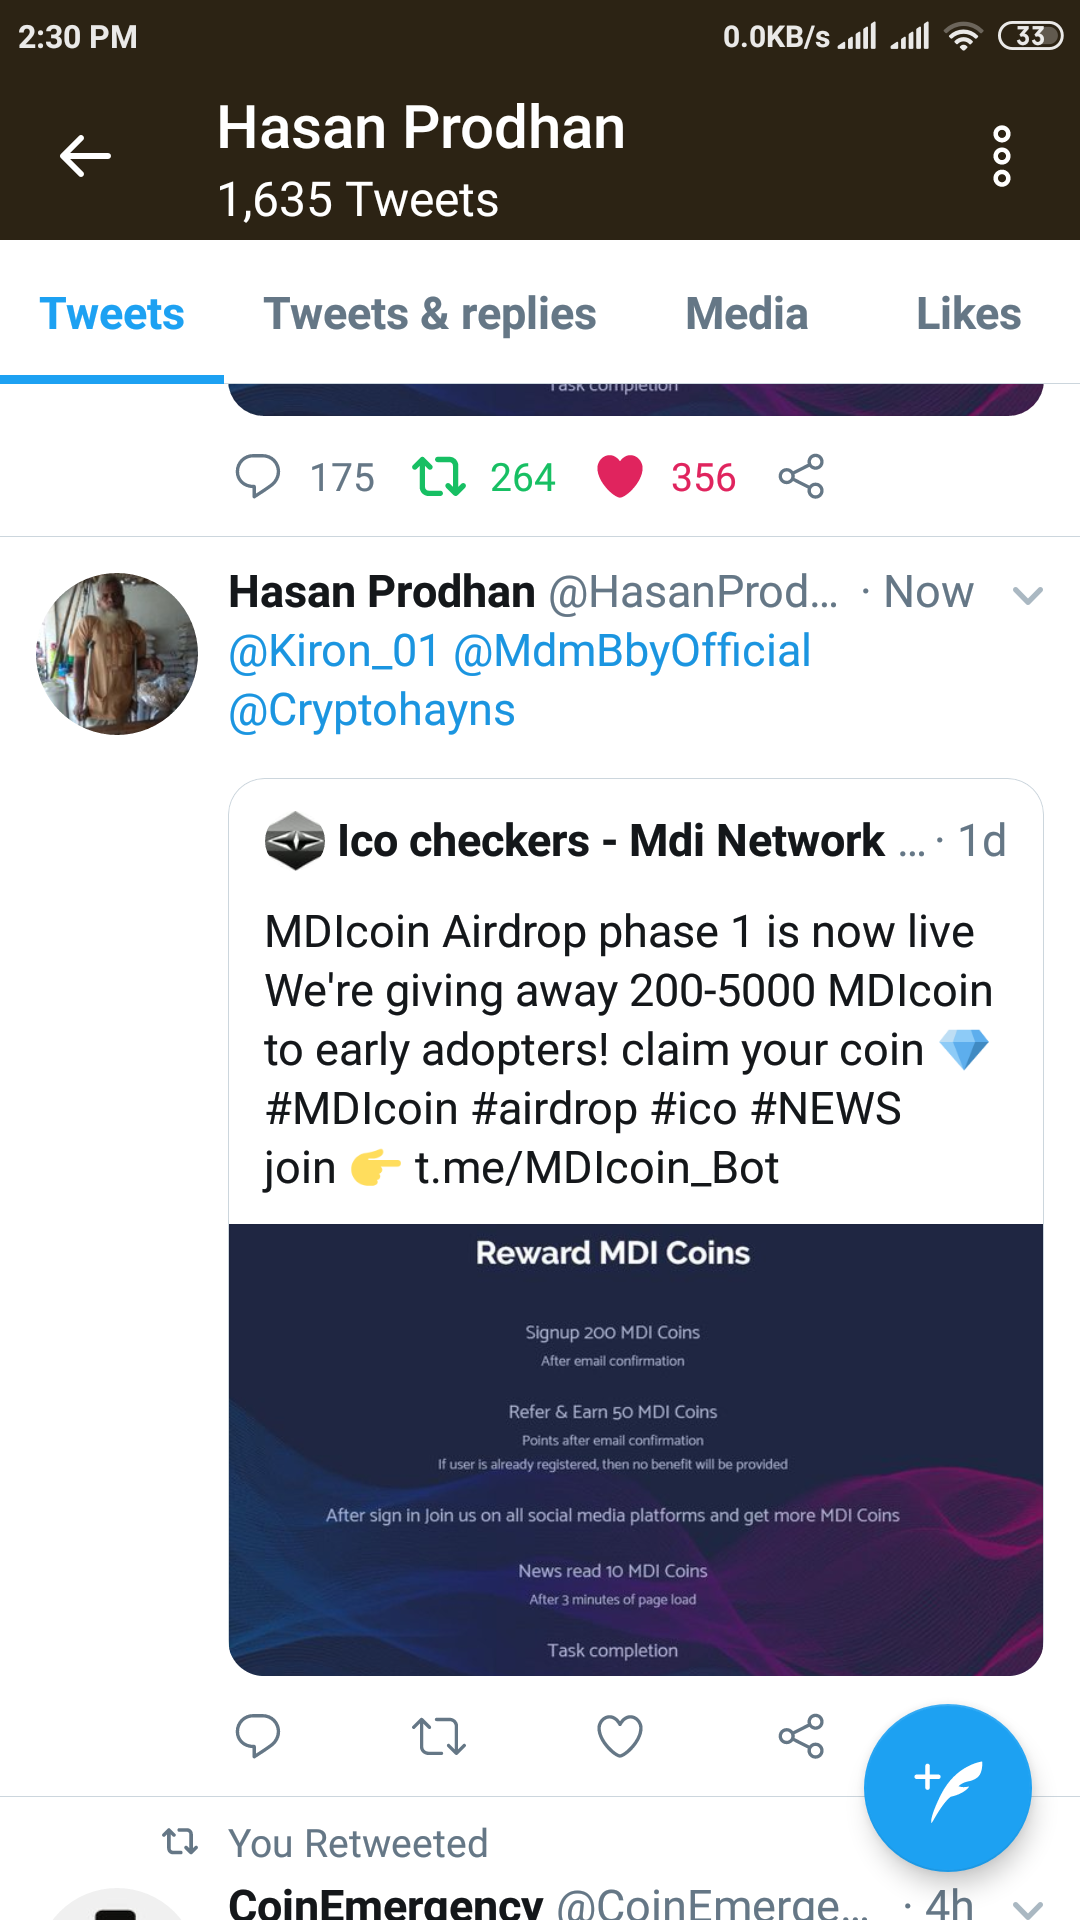 2:30 PM 0.0KB/s 33
Hasan Prodhan
1,635 Tweets
Tweets Tweets & replies Media Likes
Task completion
175 264 356
Hasan Prodhan @HasanProd... · Now
@Kiron_01 @MdmBbyOfficial
@Cryptohayns
Ico checkers - Mdi Network ... · 1d
MDIcoin Airdrop phase 1 is now live
We're giving away 200-5000 MDIcoin
to early adopters! claim your coin 💎
#MDIcoin #airdrop #ico #NEWS
join 👉 t.me/MDIcoin_Bot
Reward MDI Coins
Signup 200 MDI Coins
After email confirmation
Refer & Earn 50 MDI Coins
Points after email confirmation
If user is already registered, then no benefit will be provided
After sign in Join us on all social media platforms and get more MDI Coins
News read 10 MDI Coins
After 3 minutes of page load
Task completion
You Retweeted
CoinEmergency @CoinEmerge... · 4h